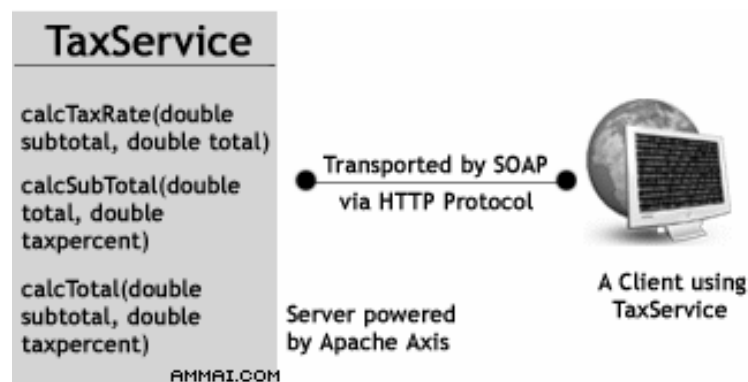 TaxService
calcTaxRate(double
subtotal, double total)
calcSubTotal(double
total, double
taxpercent)
calcTotal(double
subtotal, double
taxpercent)
AMMAI.COM
Transported by SOAP
via HTTP Protocol
Server powered
by Apache Axis
A Client using
TaxService